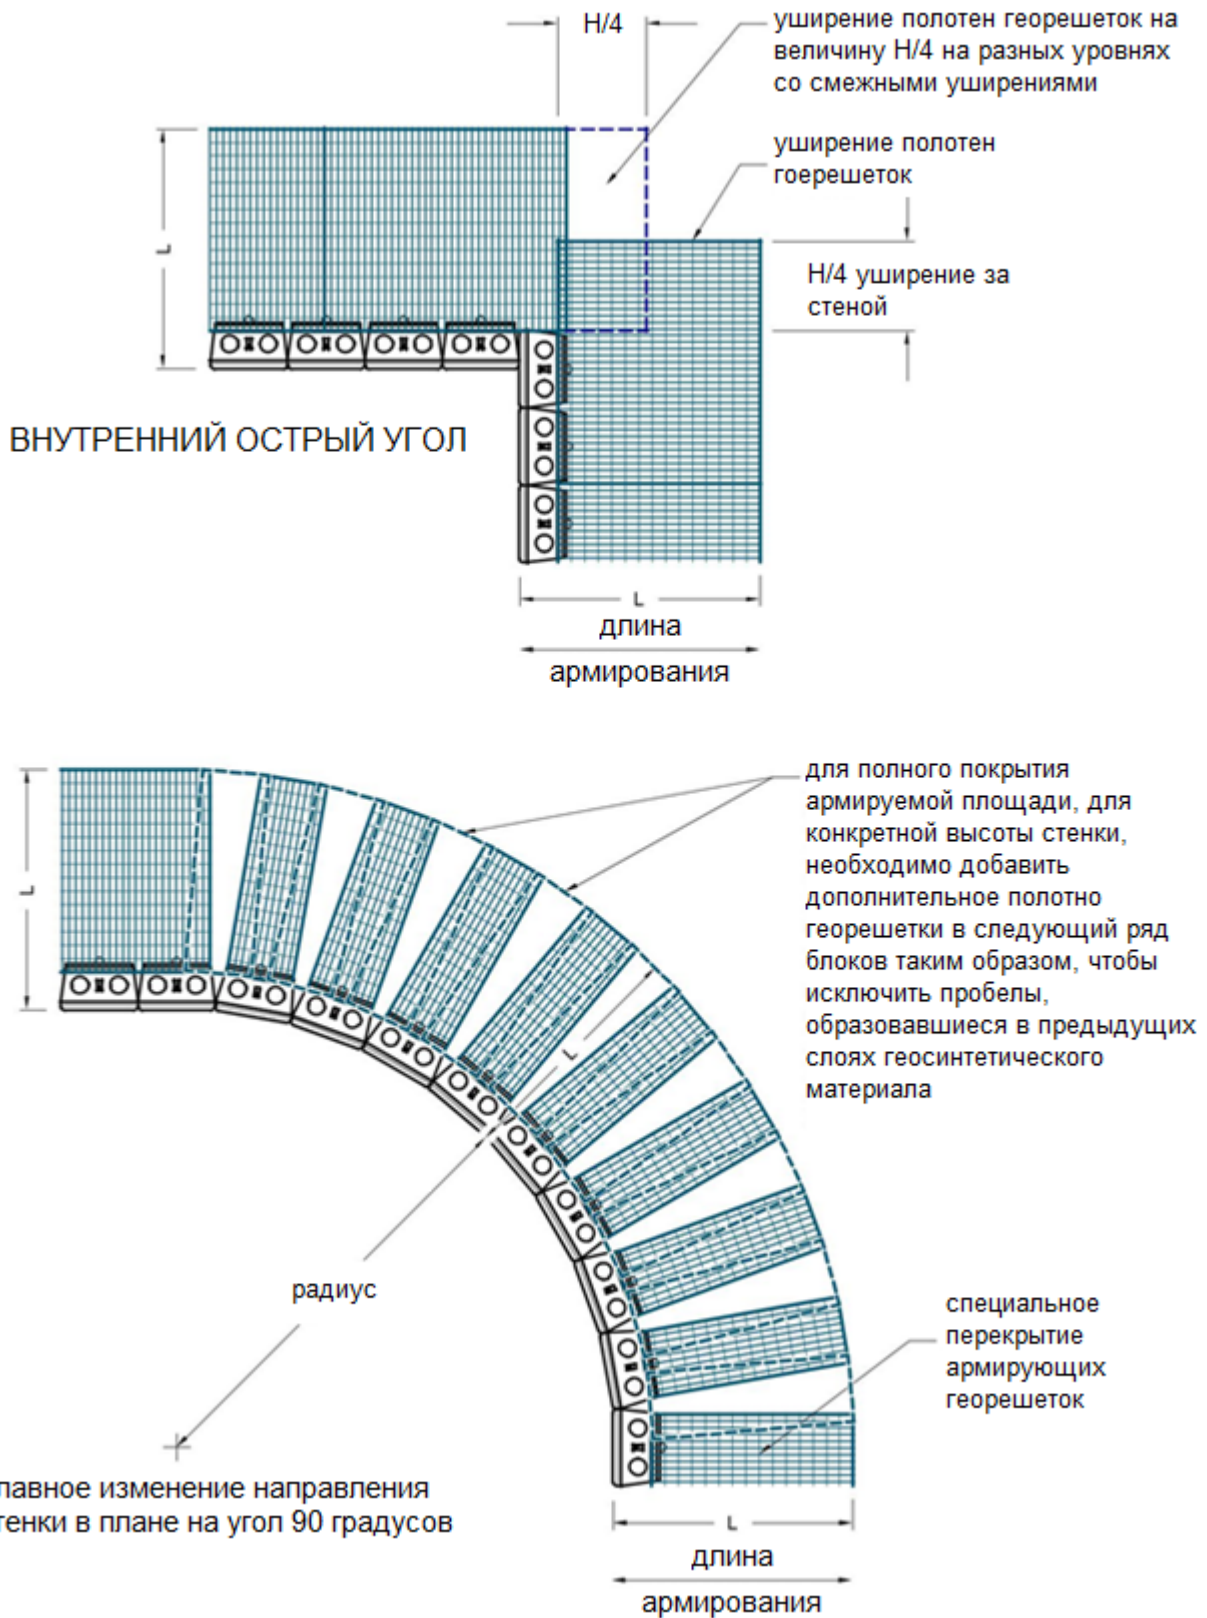 H/4
уширение полотен георешеток на
величину H/4 на разных уровнях
со смежными уширениями
уширение полотен
гоерешеток
L
H/4 уширение за
стеной
ВНУТРЕННИЙ ОСТРЫЙ УГОЛ
L
длина
армирования
для полного покрытия
армируемой площади, для
конкретной высоты стенки,
необходимо добавить
дополнительное полотно
георешетки в следующий ряд
блоков таким образом, чтобы
исключить пробелы,
образовавшиеся в предыдущих
слоях геосинтетического
материала
L
L
радиус
специальное
перекрытие
армирующих
георешеток
лавное изменение направления
тенки в плане на угол 90 градусов
L
длина
армирования